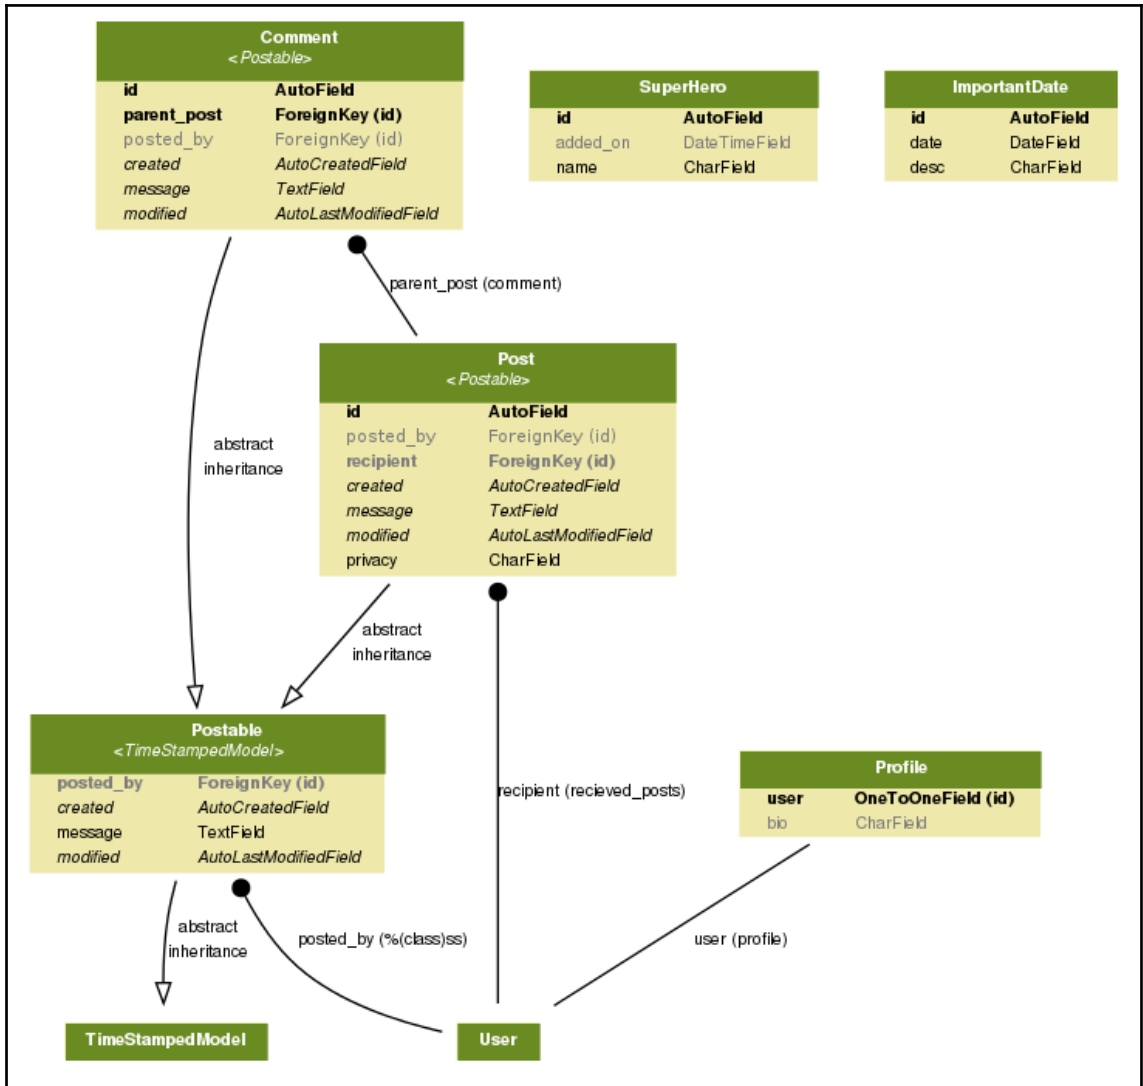 Comment
<Postable>
id AutoField
parent_post ForeignKey (id)
posted_by ForeignKey (id)
created AutoCreatedField
message TextField
modified AutoLastModifiedField
SuperHero
id AutoField
added_on DateTimeField
name CharField
ImportantDate
id AutoField
date DateField
desc CharField
parent_post (comment)
Post
<Postable>
id AutoField
posted_by ForeignKey (id)
recipient ForeignKey (id)
created AutoCreatedField
message TextField
modified AutoLastModifiedField
privacy CharField
abstract
inheritance
abstract
inheritance
Postable
<TimeStampedModel>
posted_by ForeignKey (id)
created AutoCreatedField
message TextField
modified AutoLastModifiedField
recipient (recieved_posts)
Profile
user OneToOneField (id)
bio CharField
abstract
inheritance
posted_by (%(class)ss)
user (profile)
TimeStampedModel
User